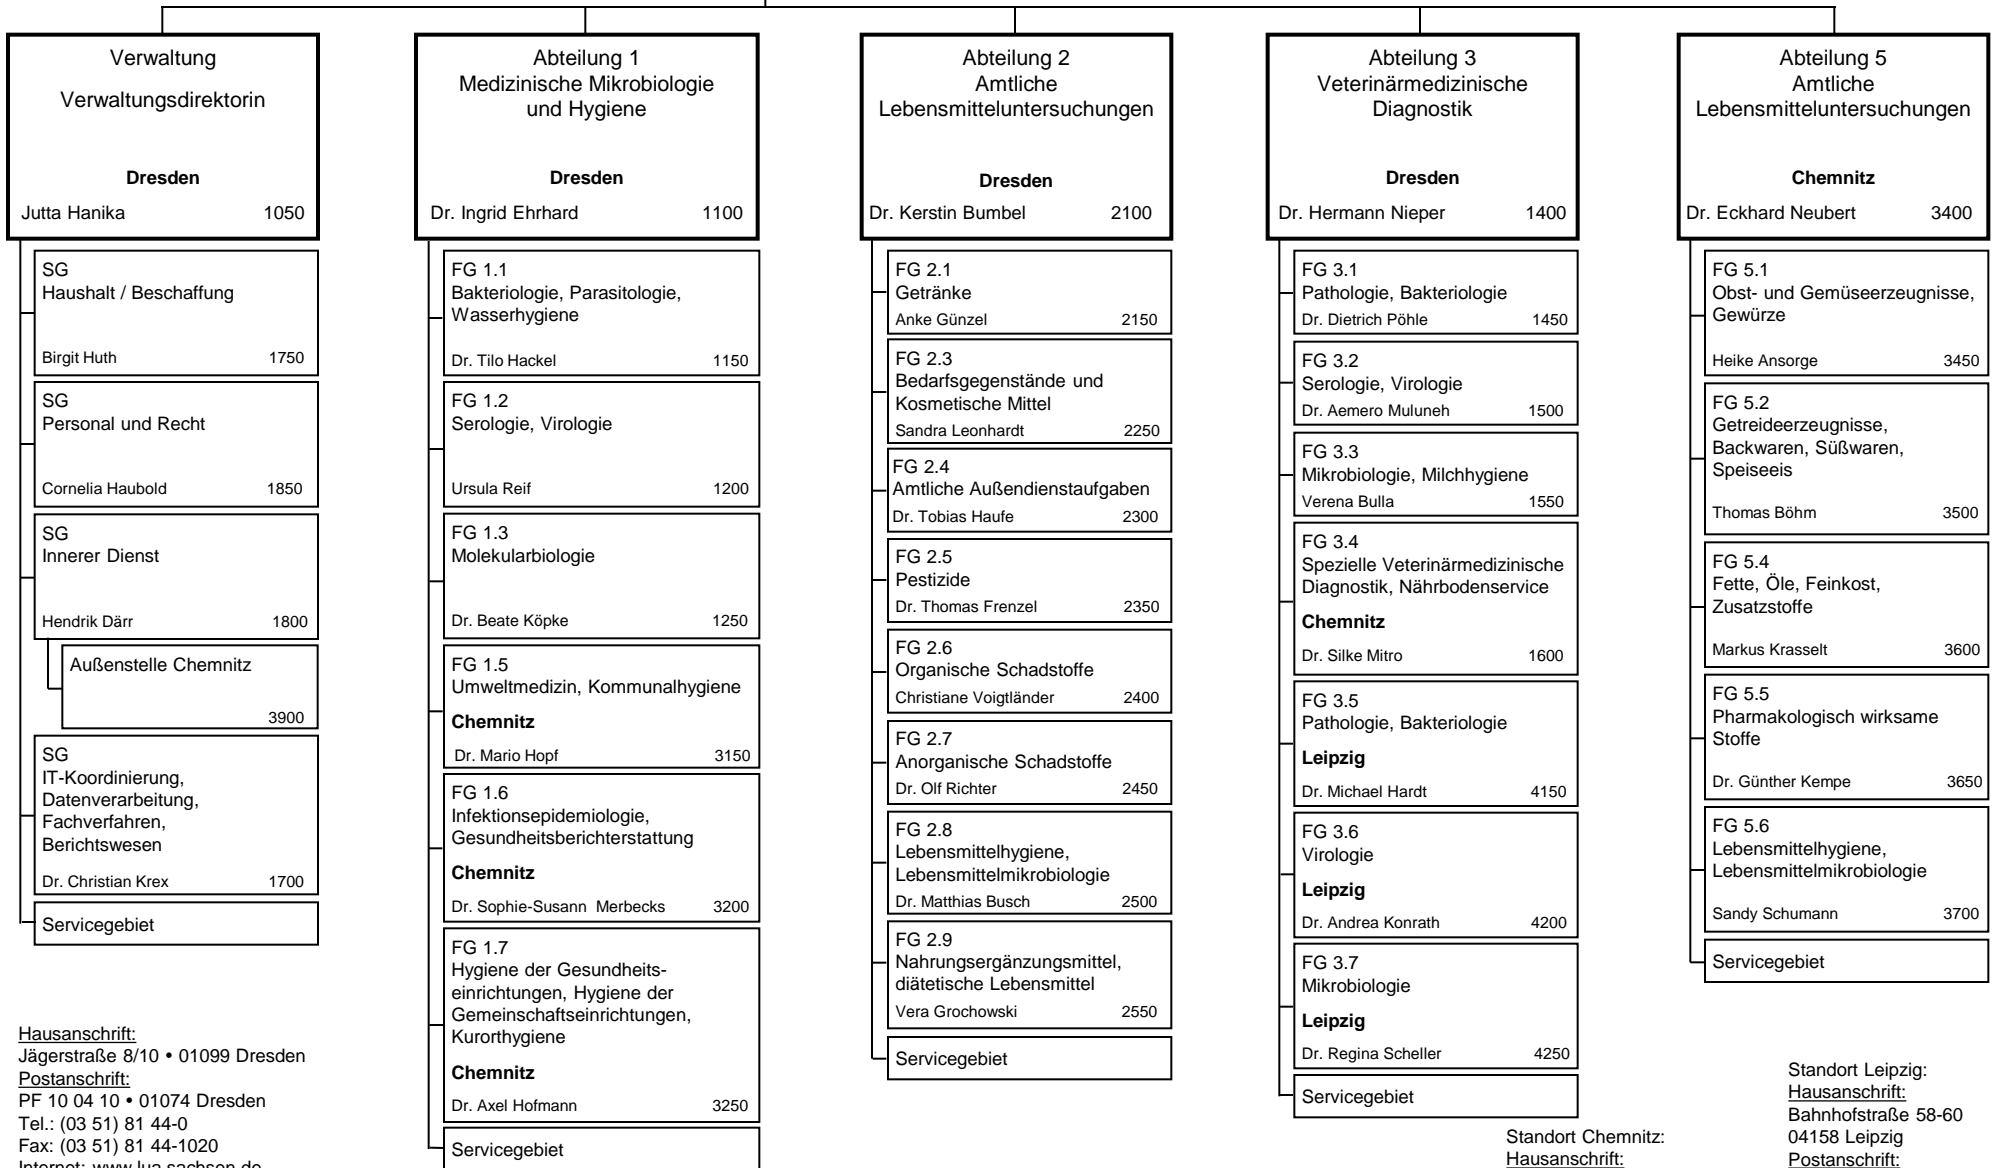 Verwaltung
Verwaltungsdirektorin
Dresden
Jutta Hanika 1050
SG
Haushalt / Beschaffung
Birgit Huth 1750
SG
Personal und Recht
Cornelia Haubold 1850
SG
Innerer Dienst
Hendrik Därr 1800
Außenstelle Chemnitz
3900
SG
IT-Koordinierung,
Datenverarbeitung,
Fachverfahren,
Berichtswesen
Dr. Christian Krex 1700
Servicegebiet
Hausanschrift:
Jägerstraße 8/10 • 01099 Dresden
Postanschrift:
PF 10 04 10 • 01074 Dresden
Tel.: (03 51) 81 44-0
Fax: (03 51) 81 44-1020
Internet: www.lua.sachsen.de
Abteilung 1
Medizinische Mikrobiologie
und Hygiene
Dresden
Dr. Ingrid Ehrhard 1100
FG 1.1
Bakteriologie, Parasitologie,
Wasserhygiene
Dr. Tilo Hackel 1150
FG 1.2
Serologie, Virologie
Ursula Reif 1200
FG 1.3
Molekularbiologie
Dr. Beate Köpke 1250
FG 1.5
Umweltmedizin, Kommunalhygiene
Chemnitz
Dr. Mario Hopf 3150
FG 1.6
Infektionsepidemiologie,
Gesundheitsberichterstattung
Chemnitz
Dr. Sophie-Susann Merbecks 3200
FG 1.7
Hygiene der Gesundheits-
einrichtungen, Hygiene der
Gemeinschaftseinrichtungen,
Kurorthygiene
Chemnitz
Dr. Axel Hofmann 3250
Servicegebiet
Abteilung 2
Amtliche
Lebensmitteluntersuchungen
Dresden
Dr. Kerstin Bumbel 2100
FG 2.1
Getränke
Anke Günzel 2150
FG 2.3
Bedarfsgegenstände und
Kosmetische Mittel
Sandra Leonhardt 2250
FG 2.4
Amtliche Außendienstaufgaben
Dr. Tobias Haufe 2300
FG 2.5
Pestizide
Dr. Thomas Frenzel 2350
FG 2.6
Organische Schadstoffe
Christiane Voigtländer 2400
FG 2.7
Anorganische Schadstoffe
Dr. Olf Richter 2450
FG 2.8
Lebensmittelhygiene,
Lebensmittelmikrobiologie
Dr. Matthias Busch 2500
FG 2.9
Nahrungsergänzungsmittel,
diätetische Lebensmittel
Vera Grochowski 2550
Servicegebiet
Abteilung 3
Veterinärmedizinische
Diagnostik
Dresden
Dr. Hermann Nieper 1400
FG 3.1
Pathologie, Bakteriologie
Dr. Dietrich Pöhle 1450
FG 3.2
Serologie, Virologie
Dr. Aemero Muluneh 1500
FG 3.3
Mikrobiologie, Milchhygiene
Verena Bulla 1550
FG 3.4
Spezielle Veterinärmedizinische
Diagnostik, Nährbodenservice
Chemnitz
Dr. Silke Mitro 1600
FG 3.5
Pathologie, Bakteriologie
Leipzig
Dr. Michael Hardt 4150
FG 3.6
Virologie
Leipzig
Dr. Andrea Konrath 4200
FG 3.7
Mikrobiologie
Leipzig
Dr. Regina Scheller 4250
Servicegebiet
Standort Chemnitz:
Hausanschrift:
Abteilung 5
Amtliche
Lebensmitteluntersuchungen
Chemnitz
Dr. Eckhard Neubert 3400
FG 5.1
Obst- und Gemüseerzeugnisse,
Gewürze
Heike Ansorge 3450
FG 5.2
Getreideerzeugnisse,
Backwaren, Süßwaren,
Speiseeis
Thomas Böhm 3500
FG 5.4
Fette, Öle, Feinkost,
Zusatzstoffe
Markus Krasselt 3600
FG 5.5
Pharmakologisch wirksame
Stoffe
Dr. Günther Kempe 3650
FG 5.6
Lebensmittelhygiene,
Lebensmittelmikrobiologie
Sandy Schumann 3700
Servicegebiet
Standort Leipzig:
Hausanschrift:
Bahnhofstraße 58-60
04158 Leipzig
Postanschrift: